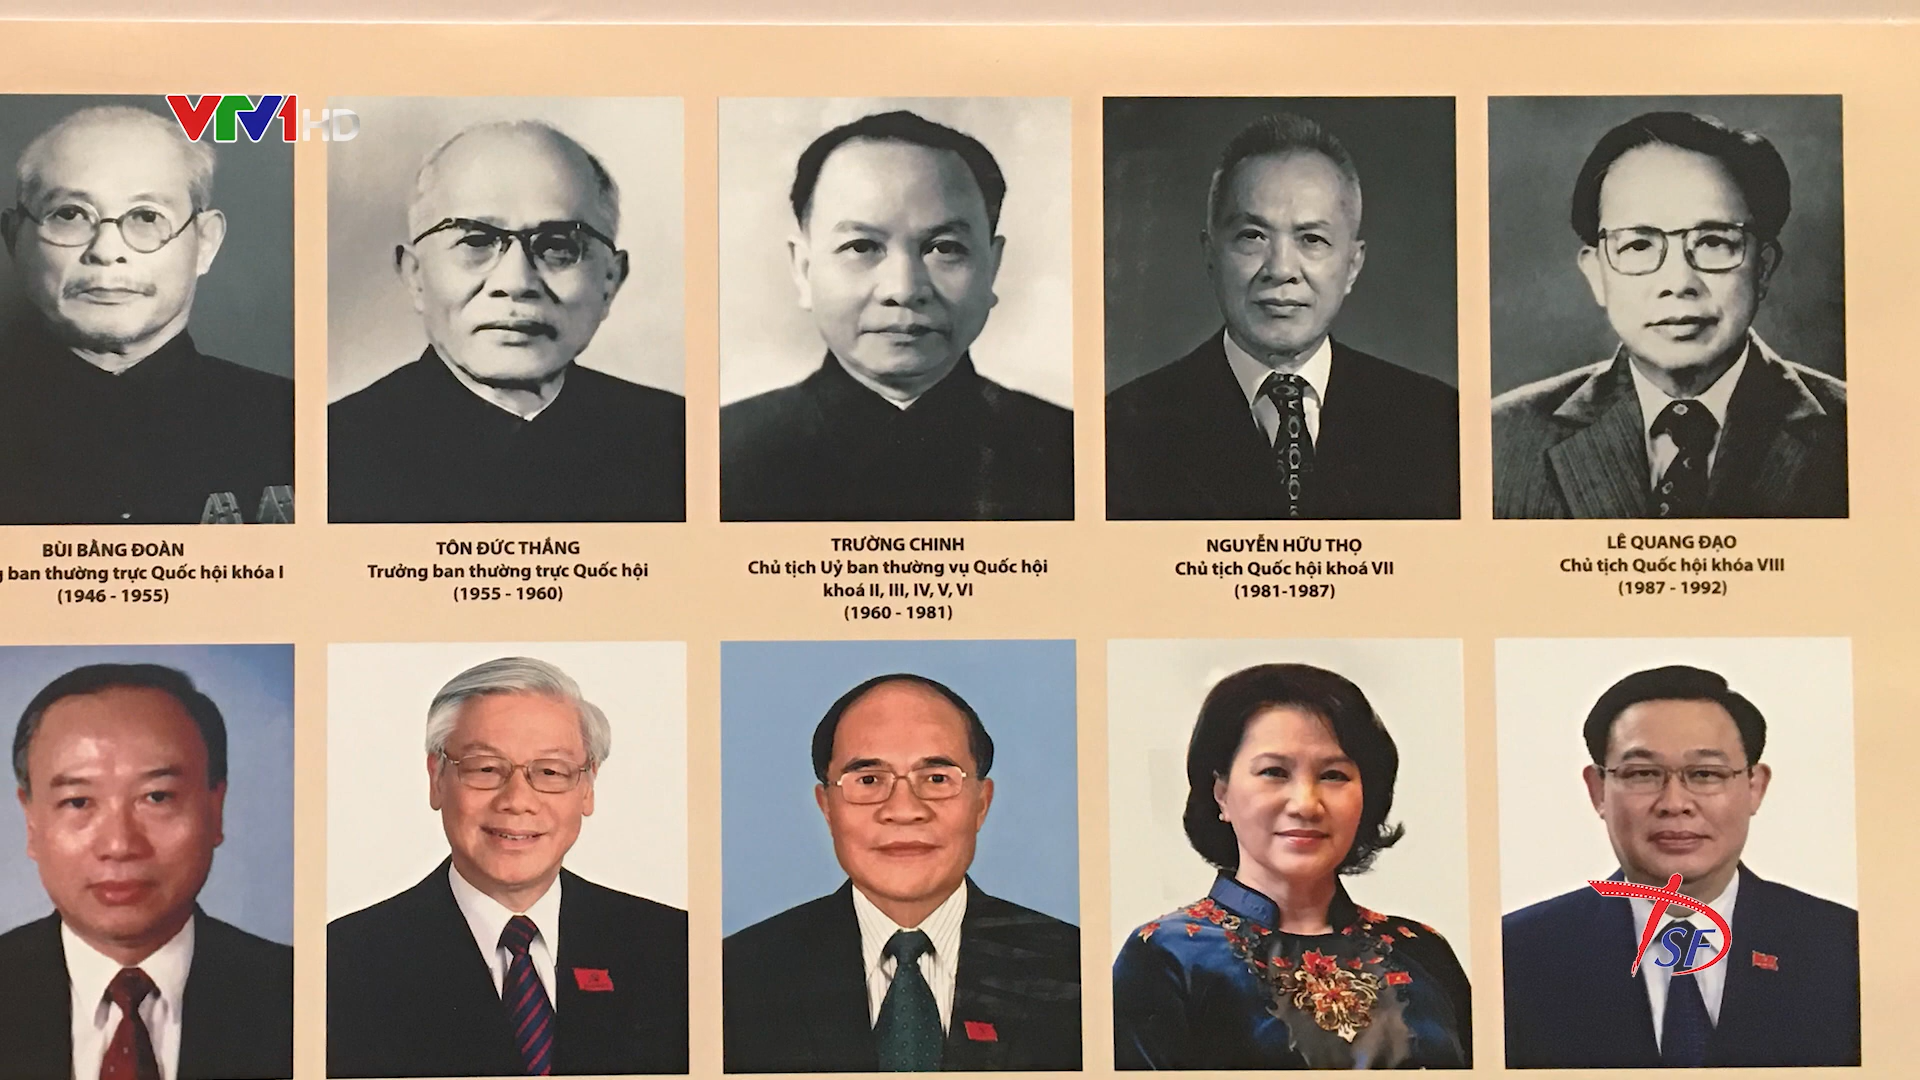 VTV1 HD
BÙI BẰNG ĐOÀN
ban thường trực Quốc hội khóa I
(1946 - 1955)
TÔN ĐỨC THẮNG
Trưởng ban thường trực Quốc hội
(1955 - 1960)
TRƯỜNG CHINH
Chủ tịch Uỷ ban thường vụ Quốc hội
khoá II, III, IV, V, VI
(1960 - 1981)
NGUYỄN HỮU THỌ
Chủ tịch Quốc hội khoá VII
(1981-1987)
LÊ QUANG ĐẠO
Chủ tịch Quốc hội khóa VIII
(1987 - 1992)
TSF